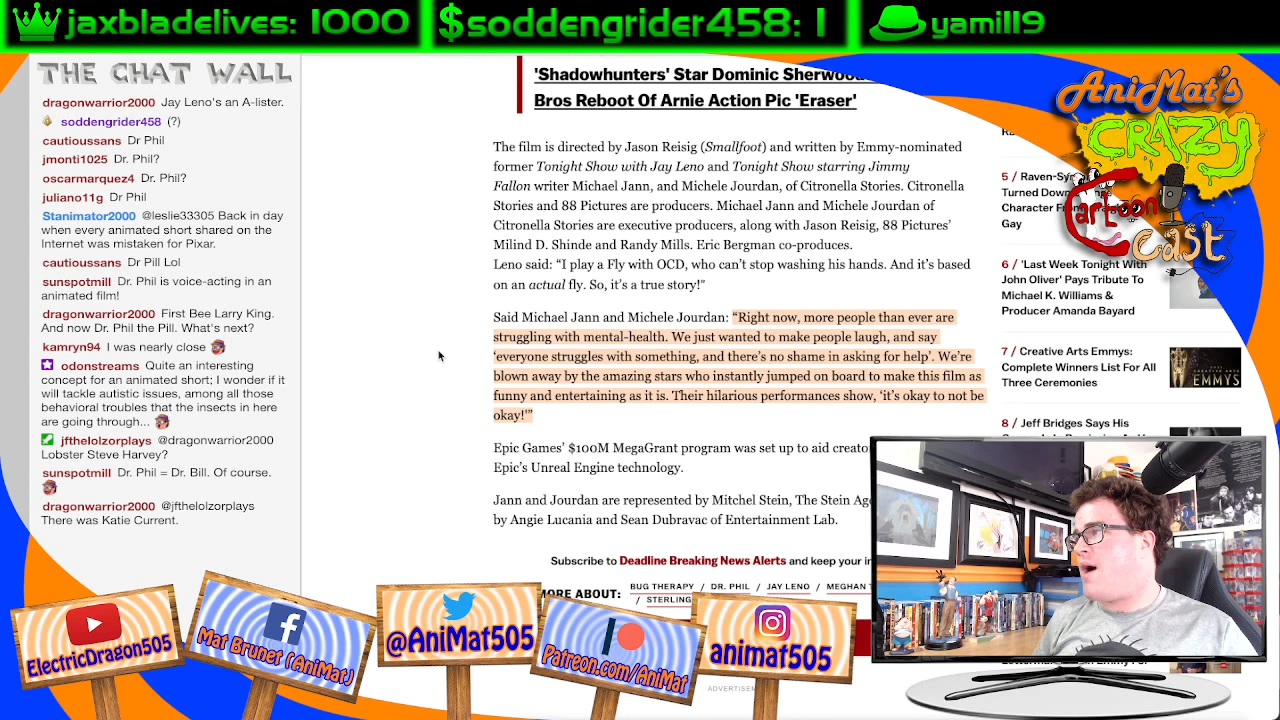 jaxbladelives: 1000
$soddengrider458: 1
yamill9
THE CHAT WALL
dragonwarrior2000 Jay Leno's an A-lister.
soddengrider458 (?)
cautioussans Dr Phil
jmonti1025 Dr. Phil?
oscarmarquez4 Dr. Phil?
juliano11g Dr Phil
Stanimator2000 @leslie33305 Back in day
when every animated short shared on the
Internet was mistaken for Pixar.
cautioussans Dr Pill Lol
sunspotmill Dr. Phil is voice-acting in an
animated film!
dragonwarrior2000 First Bee Larry King.
And now Dr. Phil the Pill. What's next?
kamryn94 I was nearly close
odonstreams Quite an interesting
concept for an animated short; I wonder if it
will tackle autistic issues, among all those
behavioral troubles that the insects in here
are going through...
jfthelolzorplays @dragonwarrior2000
Lobster Steve Harvey?
sunspotmill Dr. Phil = Dr. Bill. Of course.
dragonwarrior2000 @jfthelolzorplays
There was Katie Current.
'Shadowhunters' Star Dominic
Bros Reboot Of Arnie Action Pic 'Eraser'
The film is directed by Jason Reisig (Smallfoot) and written by Emmy-nominated
former Tonight Show with Jay Leno and Tonight Show starring Jimmy
Fallon writer Michael Jann, and Michele Jourdan, of Citronella Stories. Citronella
Stories and 88 Pictures are producers. Michael Jann and Michele Jourdan of
Citronella Stories are executive producers, along with Jason Reisig, 88 Pictures'
Milind D. Shinde and Randy Mills. Eric Bergman co-produces.
Leno said: “I play a Fly with OCD, who can't stop washing his hands. And it's based
on an actual fly. So, it's a true story!"
Said Michael Jann and Michele Jourdan: “Right now, more people than ever are
struggling with mental-health. We just wanted to make people laugh, and say
‘everyone struggles with something, and there's no shame in asking for help'. We're
blown away by the amazing stars who instantly jumped on board to make this film as
funny and entertaining as it is. Their hilarious performances show, ‘it's okay to not be
okay!'”
Epic Games' $100M MegaGrant program was set up to aid
Epic's Unreal Engine technology.
Jann and Jourdan are represented by Mitchel Stein, The Stein
by Angie Lucania and Sean Dubravac of Entertainment Lab.
Subscribe to Deadline Breaking News Alerts and keep your
MORE ABOUT: BUG THERAPY / DR. PHIL / JAY LENO / MEGHAN
/ STERLING
ADVERTISEM
5 /
Turned Down
Character
Gay
6 / 'Last Week Tonight With
John Oliver' Pays Tribute To
Michael K. Williams &
Producer Amanda Bayard
7 / Creative Arts Emmys:
Complete Winners List For All
Three Ceremonies
EMMYS
8 / Jeff Bridges Says His
AniMat's
CRAZY
Cartoon
Cast
ElectricDragon505
Mat Brunet (AniMat)
@AniMat505
Patreon.com/AniMat
animat505